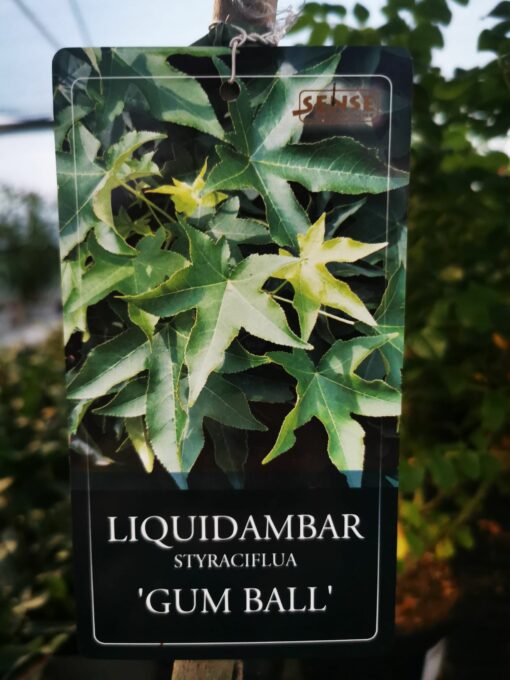 SENSE
LIQUIDAMBAR
STYRACIFLUA
'GUM BALL'